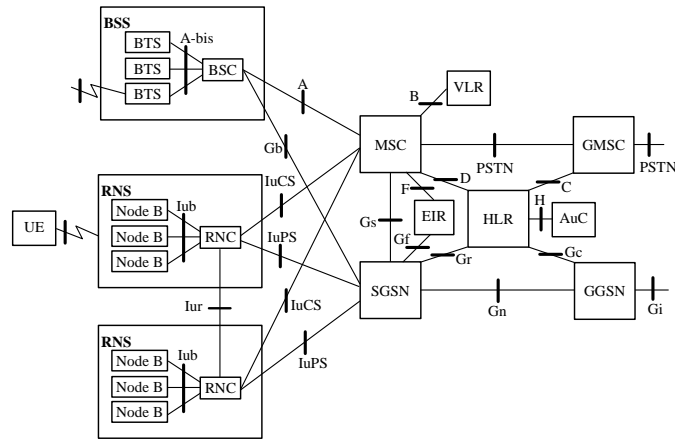 BSS
BTS
A-bis
BTS
BSC
BTS
A
Gb
B
VLR
MSC
PSTN
GMSC
PSTN
D
F
C
H
EIR
HLR
AuC
Gs
Gf
Gr
Gc
SGSN
Gn
GGSN
Gi
RNS
Node B
Iub
IuCS
UE
Node B
RNC
IuPS
Node B
Iur
IuCS
RNS
Node B
Iub
IuPS
Node B
RNC
Node B